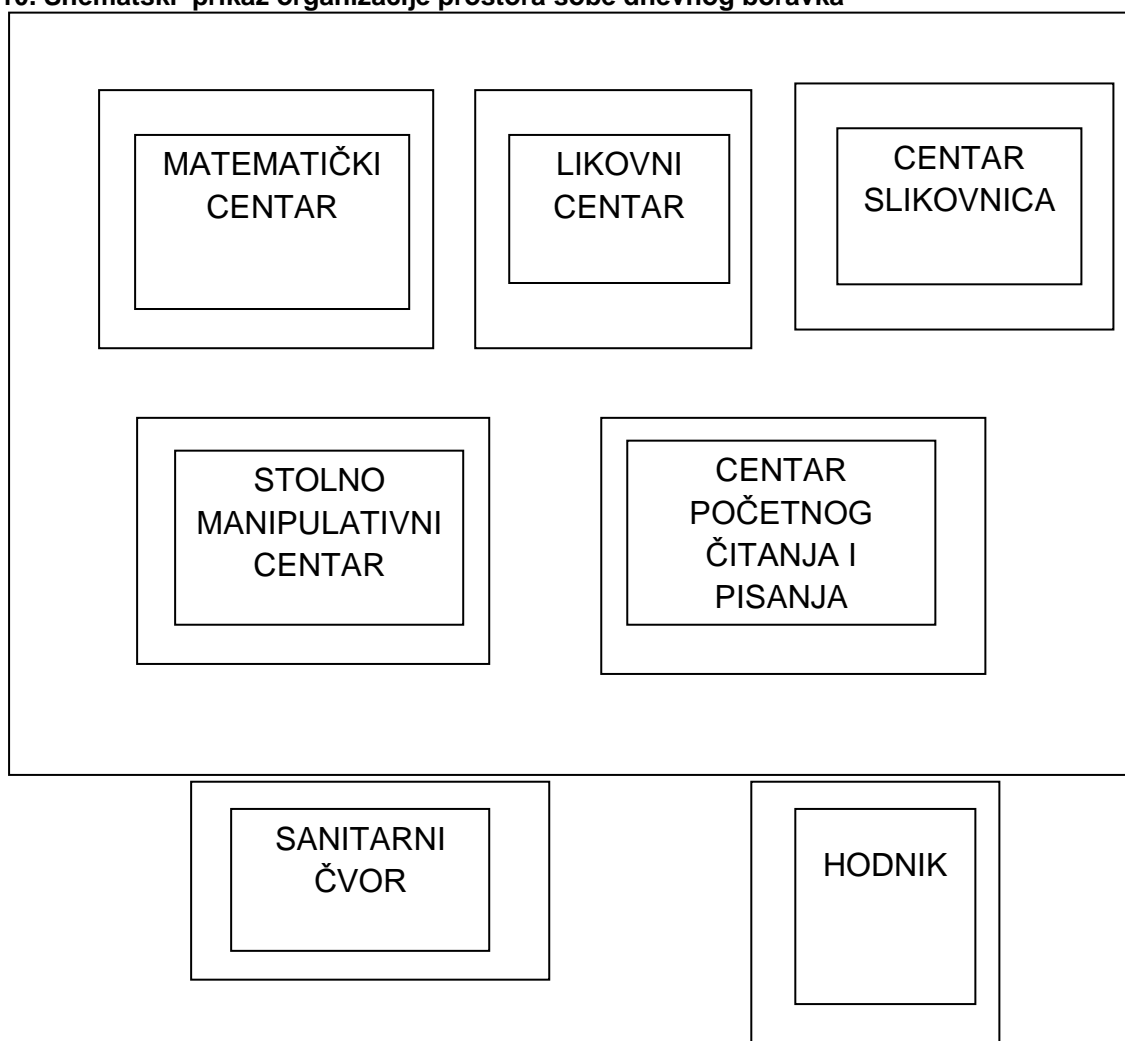 Shematski prikaz organizacije prostora sobe dnevnog boravka
MATEMATIČKI
CENTAR
LIKOVNI
CENTAR
CENTAR
SLIKOVNICA
STOLNO
MANIPULATIVNI
CENTAR
CENTAR
POČETNOG
ČITANJA I
PISANJA
SANITARNI
ČVOR
HODNIK